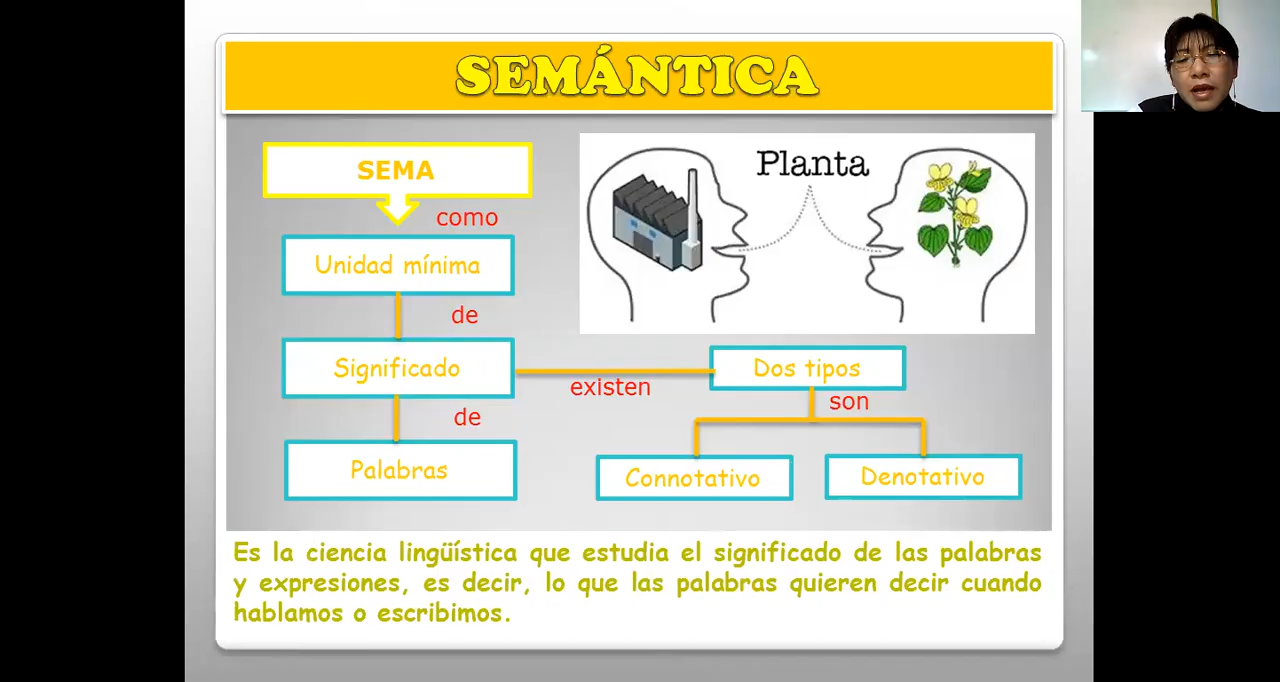 SEMÁNTICA
SEMA
como
Unidad mínima
de
Significado
de
Palabras
Planta
existen
Dos tipos
son
Connotativo
Denotativo
Es la ciencia lingüística que estudia el significado de las palabras
y expresiones, es decir, lo que las palabras quieren decir cuando
hablamos o escribimos.